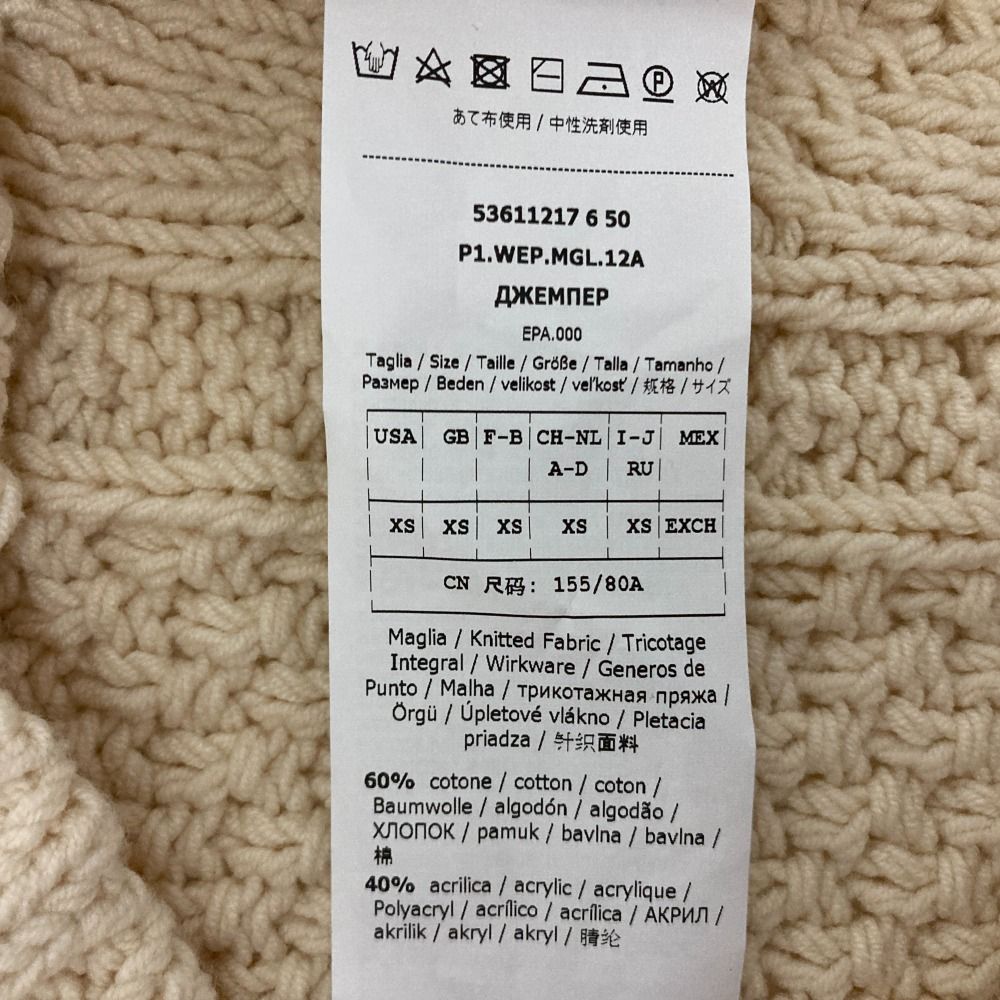 P W
あて布使用 / 中性洗剤使用
53611217 6 50
P1.WEP.MGL.12A
ДЖЕМПЕР
EPA.000
Taglia / Size / Taille / Größe / Talla / Tamanho /
Размер / Beden / velikost / veľkosť / 规格 / サイズ
USA GB F-B CH-NL I-J MEX
A-D RU
XS XS XS XS XS EXCH
CN 尺码: 155/80A
Maglia / Knitted Fabric / Tricotage
Integral / Wirkware / Generos de
Punto / Malha / трикотажная пряжа /
Örgü / Úpletové vlákno / Pletacia
priadza / 针织面料
60% cotone / cotton / coton /
Baumwolle / algodón / algodão /
ХЛОПОК / pamuk / bavlna / bavlna /
棉
40% acrilica / acrylic / acrylique /
Polyacryl / acrílico / acrílica / АКРИЛ /
akrilik / akryl / akryl / 腈纶